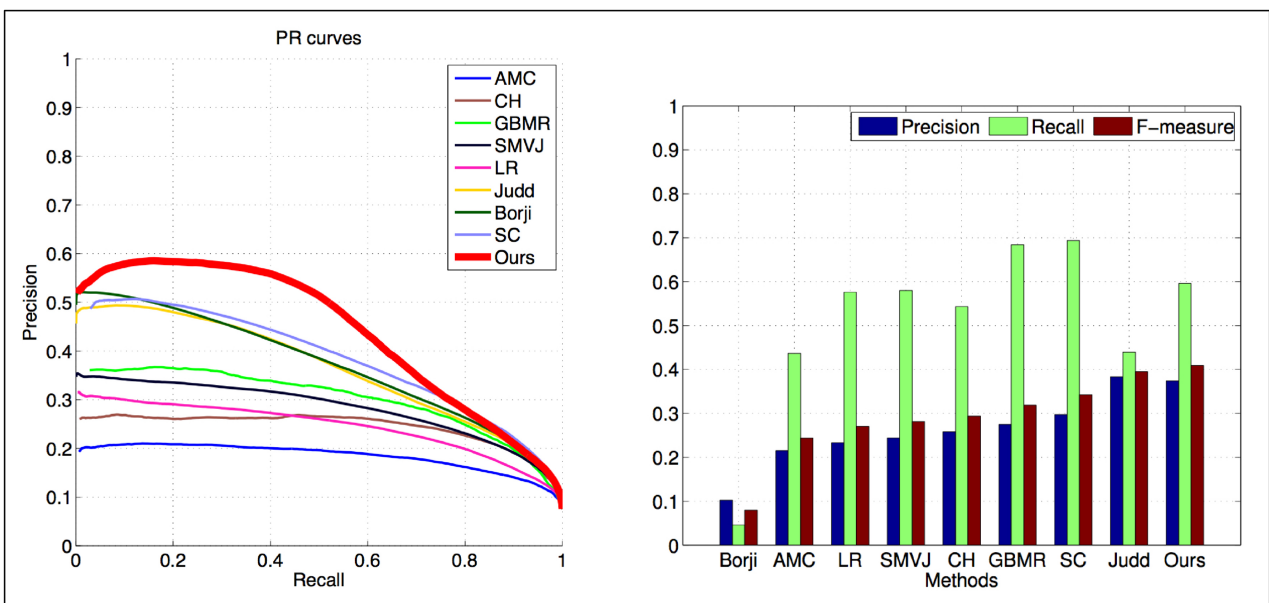 PR curves
1
0.9
0.8
0.7
0.6
0.5
0.4
0.3
0.2
0.1
0
Precision
0 0.2 0.4 0.6 0.8 1
Recall
AMC
CH
GBMR
SMVJ
LR
Judd
Borji
SC
Ours
1
0.9
0.8
0.7
0.6
0.5
0.4
0.3
0.2
0.1
0
Precision Recall F-measure
Borji AMC LR SMVJ CH GBMR SC Judd Ours
Methods